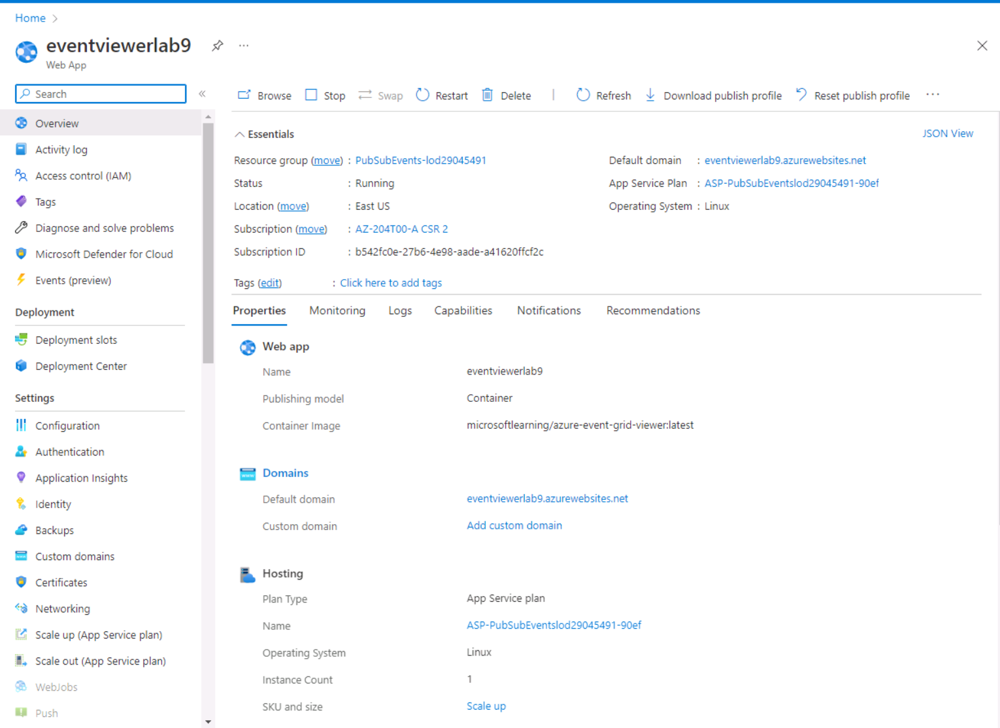 Home
eventviewerlab9
Web App
Search
Browse Stop Swap Restart Delete Refresh Download publish profile Reset publish profile
Overview
Activity log
Access control (IAM)
Tags
Diagnose and solve problems
Microsoft Defender for Cloud
Events (preview)
Deployment
Deployment slots
Deployment Center
Settings
Configuration
Authentication
Application Insights
Identity
Backups
Custom domains
Certificates
Networking
Scale up (App Service plan)
Scale out (App Service plan)
WebJobs
Push
Essentials
JSON View
Resource group (move) : PubSubEvents-lod29045491
Status : Running
Location (move) : East US
Subscription (move) : AZ-204T00-A CSR 2
Subscription ID : b542fc0e-27b6-4e98-aade-a41620ffcf2c
Default domain : eventviewerlab9.azurewebsites.net
App Service Plan : ASP-PubSubEventslod29045491-90ef
Operating System : Linux
Tags (edit) : Click here to add tags
Properties Monitoring Logs Capabilities Notifications Recommendations
Web app
Name eventviewerlab9
Publishing model Container
Container Image microsoftlearning/azure-event-grid-viewer:latest
Domains
Default domain eventviewerlab9.azurewebsites.net
Custom domain Add custom domain
Hosting
Plan Type App Service plan
Name ASP-PubSubEventslod29045491-90ef
Operating System Linux
Instance Count 1
SKU and size Scale up